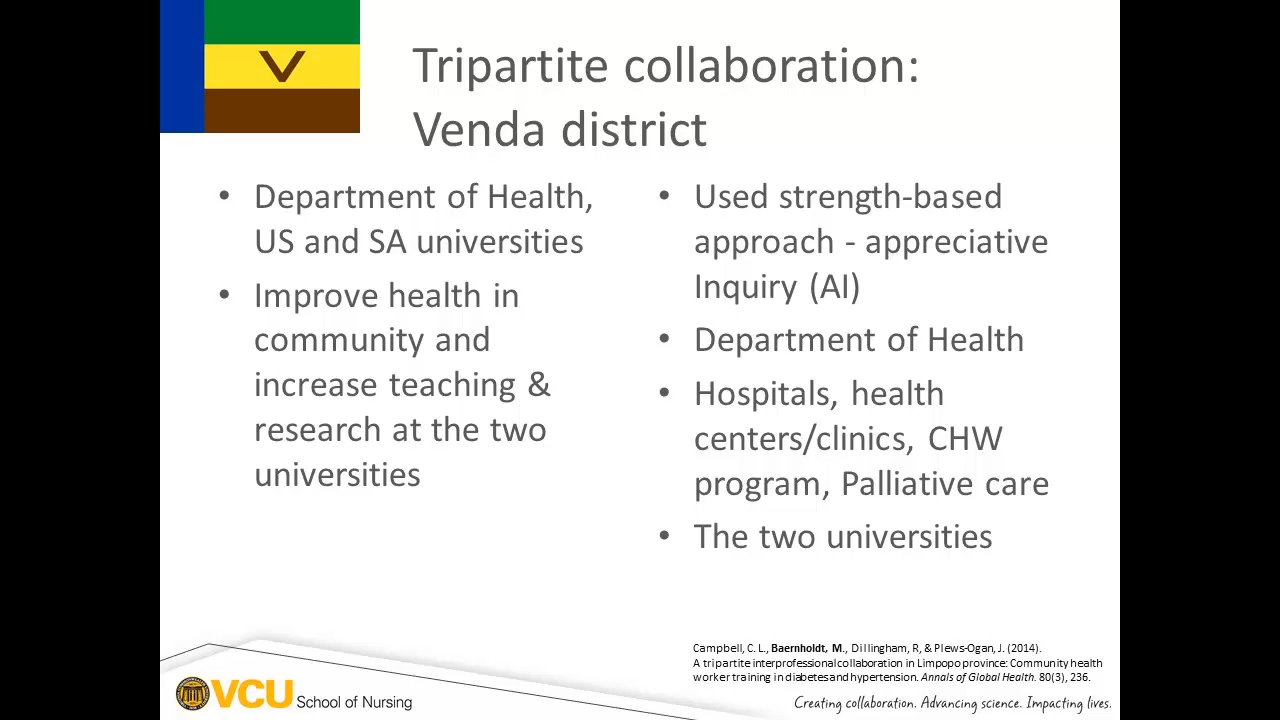 V
Tripartite collaboration:
Venda district
• Department of Health,
US and SA universities
• Improve health in
community and
increase teaching &
research at the two
universities
• Used strength-based
approach - appreciative
Inquiry (AI)
• Department of Health
• Hospitals, health
centers/clinics, CHW
program, Palliative care
• The two universities
Campbell, C. L., Baernholdt, M., Dillingham, R, & Plews-Ogan, J. (2014).
A tripartite interprofessional collaboration in Limpopo province: Community health
worker training in diabetes and hypertension. Annals of Global Health. 80(3), 236.
VCU School of Nursing
Creating collaboration. Advancing science. Impacting lives.